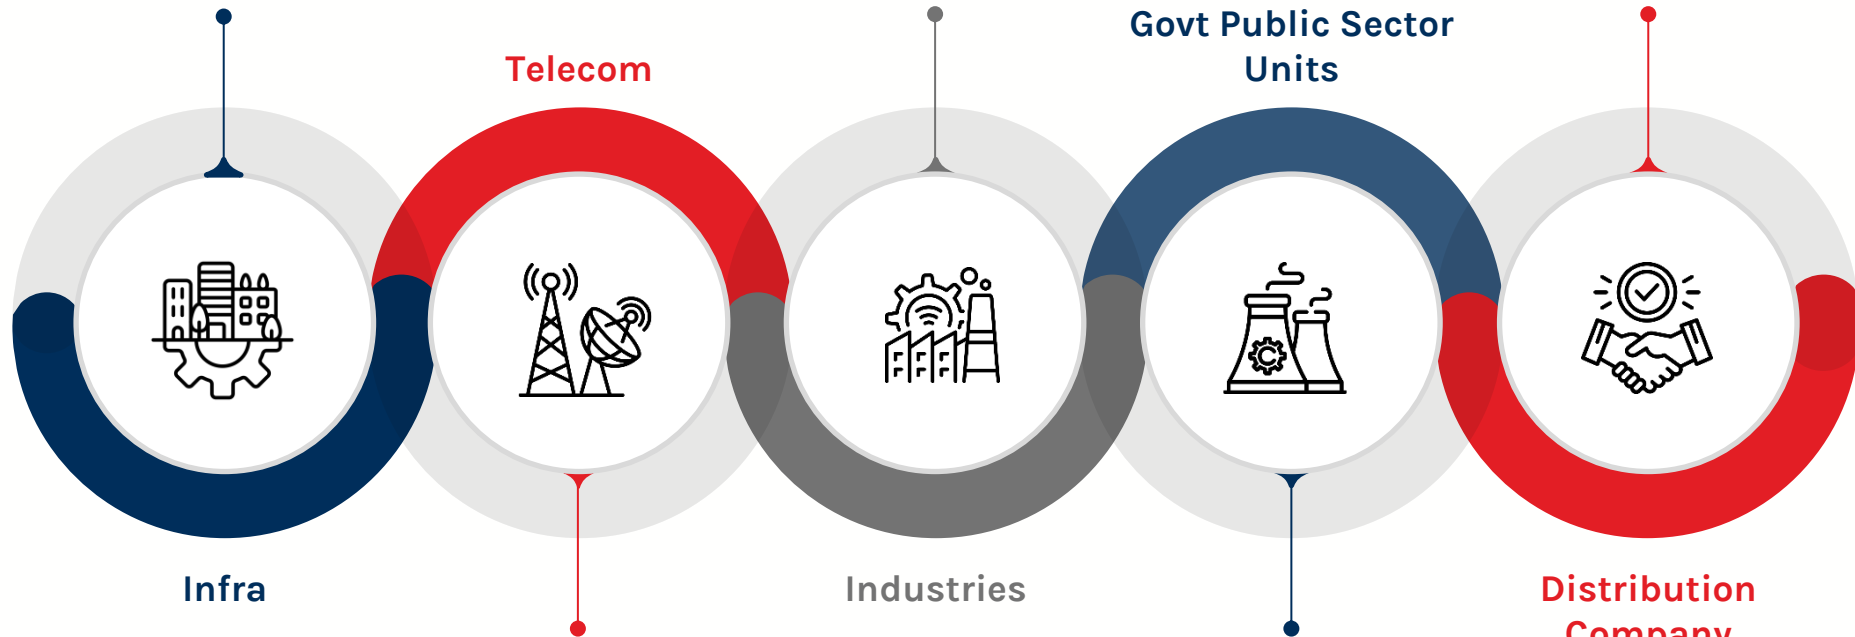 Infra
Telecom
Industries
Govt Public Sector
Units
Distribution
Company